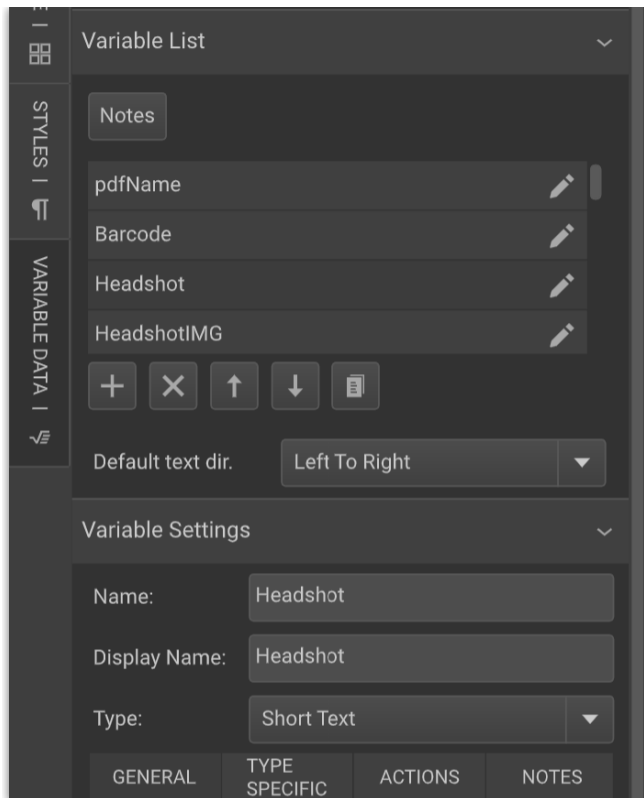 Variable List
Notes
pdfName
Barcode
Headshot
HeadshotIMG
Default text dir.
Left To Right
Variable Settings
Name:
Headshot
Display Name:
Headshot
Type:
Short Text
GENERAL
TYPE
SPECIFIC
ACTIONS
NOTES
STYLES
VARIABLE DATA